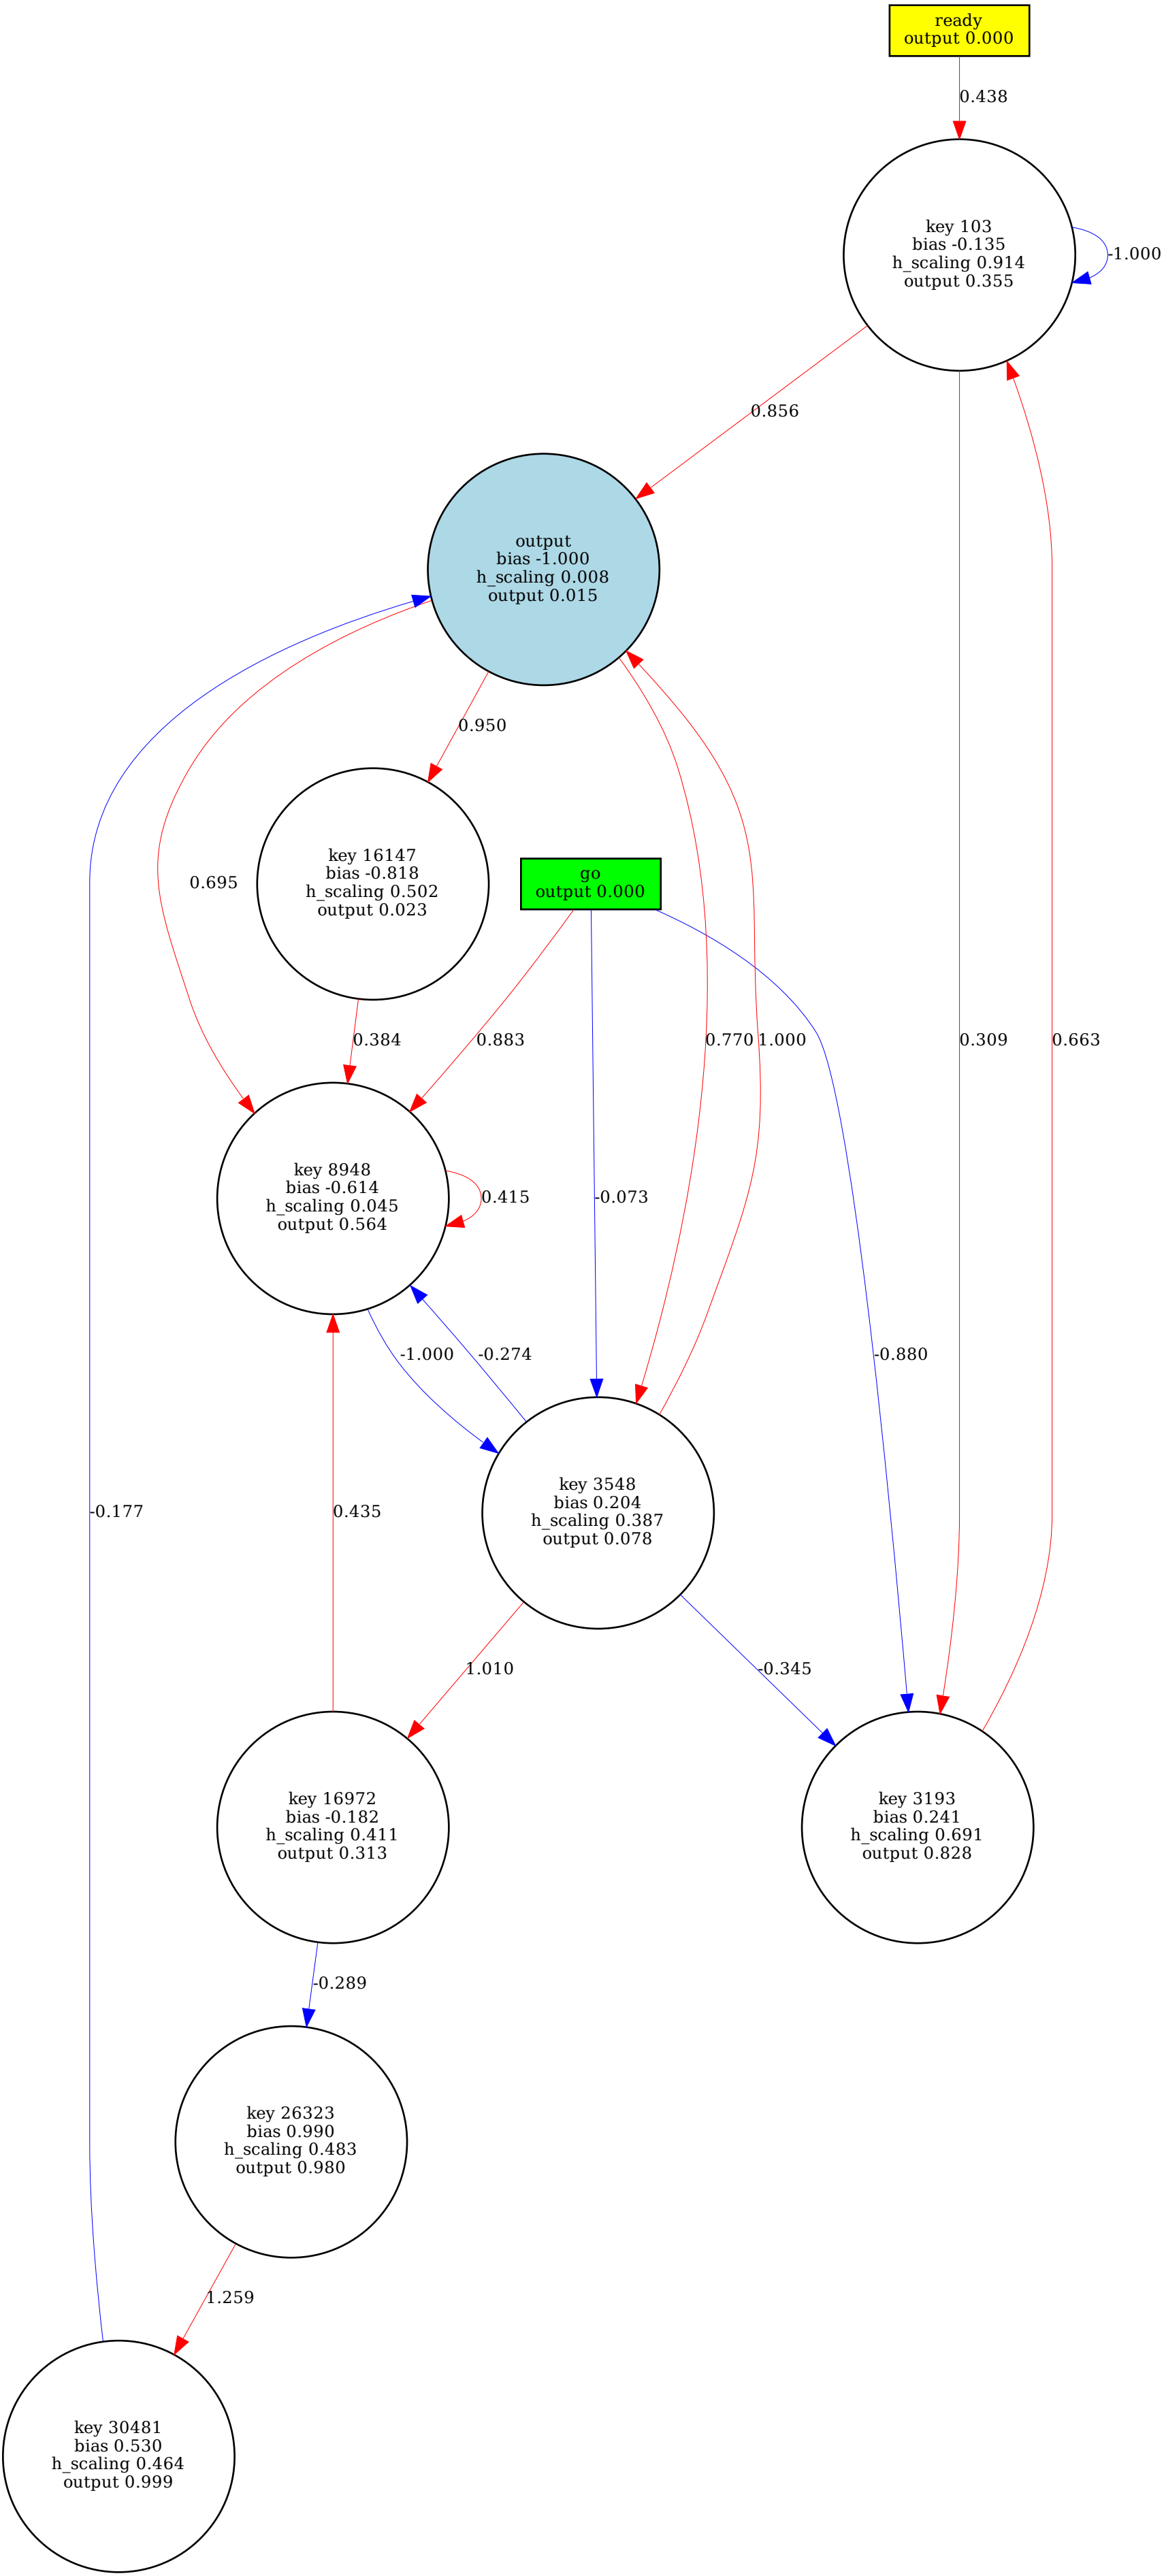 ready
output 0.000
0.438
key 103
bias -0.135
h_scaling 0.914
output 0.355
-1.000
0.856
output
bias -1.000
h_scaling 0.008
output 0.015
0.950
key 16147
bias -0.818
h_scaling 0.502
output 0.023
go
output 0.000
0.695
0.384
0.883
0.770
1.000
0.309
0.663
key 8948
bias -0.614
h_scaling 0.045
output 0.564
0.415
-0.073
-1.000
-0.274
-0.880
key 3548
bias 0.204
h_scaling 0.387
output 0.078
-0.177
0.435
1.010
-0.345
key 16972
bias -0.182
h_scaling 0.411
output 0.313
key 3193
bias 0.241
h_scaling 0.691
output 0.828
-0.289
key 26323
bias 0.990
h_scaling 0.483
output 0.980
1.259
key 30481
bias 0.530
h_scaling 0.464
output 0.999